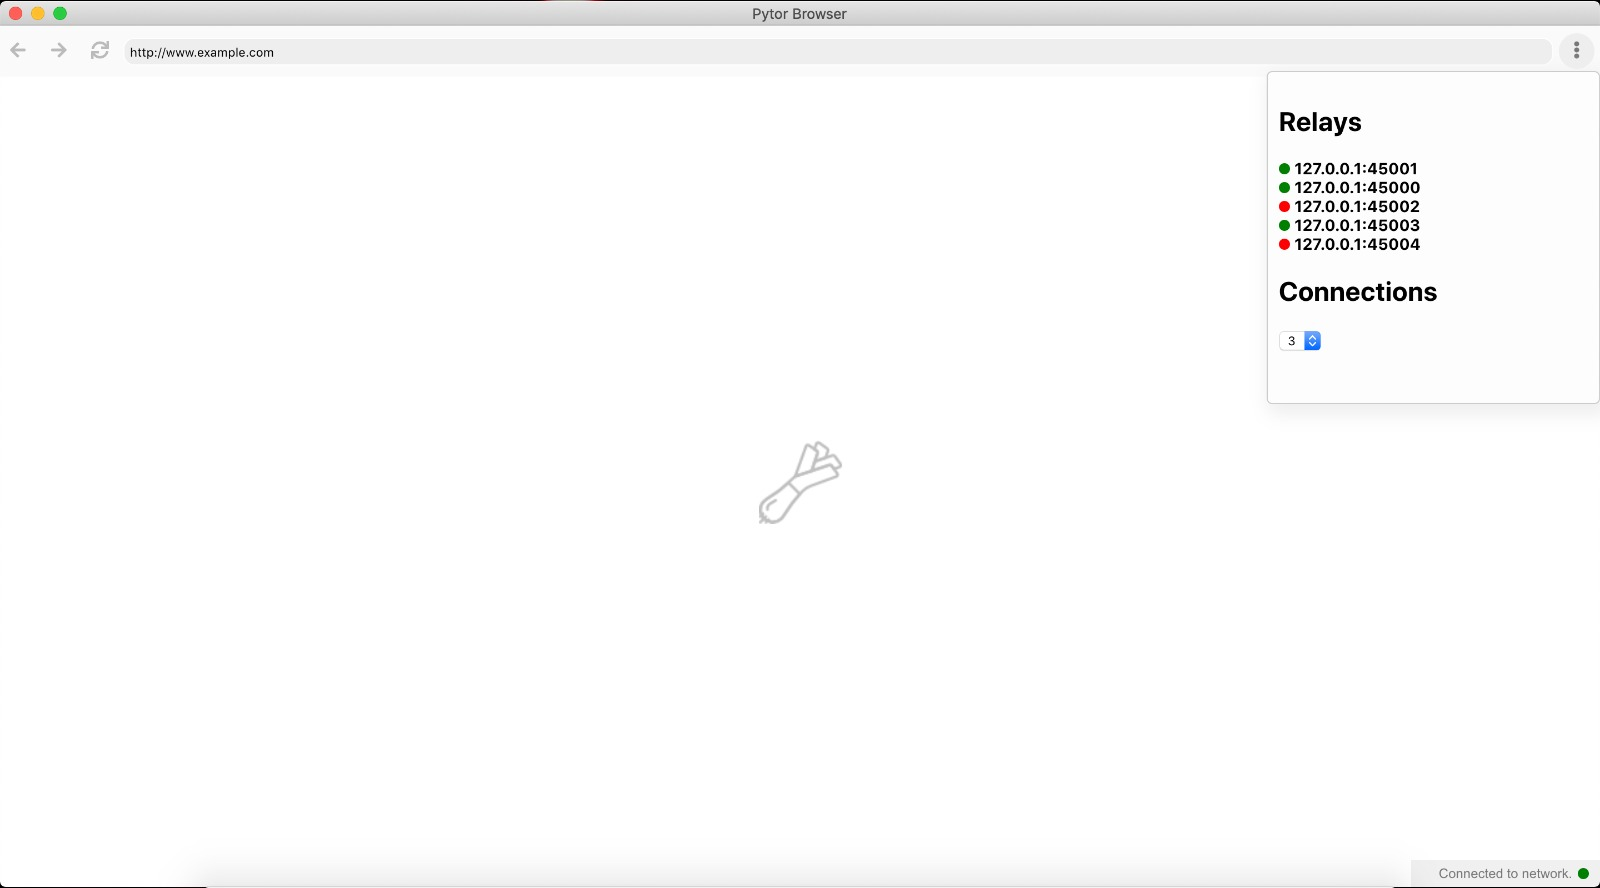 Pytor Browser
http://www.example.com
Relays
127.0.0.1:45001
127.0.0.1:45000
127.0.0.1:45002
127.0.0.1:45003
127.0.0.1:45004
Connections
3
Connected to network.